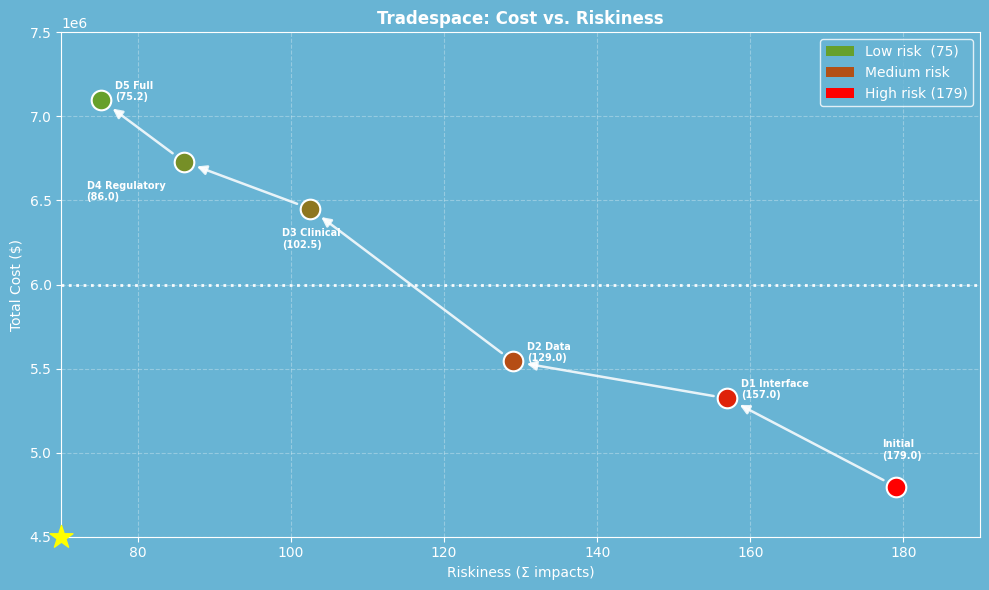 Tradespace: Cost vs. Riskiness
1e6
7.5
7.0
6.5
6.0
5.5
5.0
4.5
Total Cost ($)
Low risk  (75)
Medium risk
High risk (179)
D5 Full
(75.2)
D4 Regulatory
(86.0)
D3 Clinical
(102.5)
D2 Data
(129.0)
D1 Interface
(157.0)
Initial
(179.0)
80
100
120
140
160
180
Riskiness (Σ impacts)